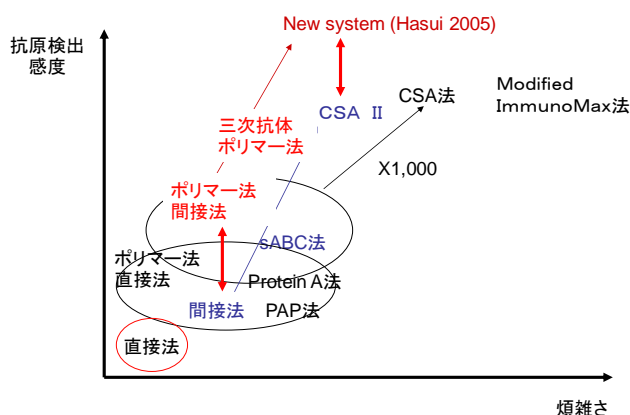 New system (Hasui 2005)
抗原検出
感度
CSA法
Modified
ImmunoMax法
CSA Ⅱ
三次抗体
ポリマー法
X1,000
ポリマー法
間接法
sABC法
ポリマー法
直接法
Protein A法
間接法
PAP法
直接法
煩雑さ